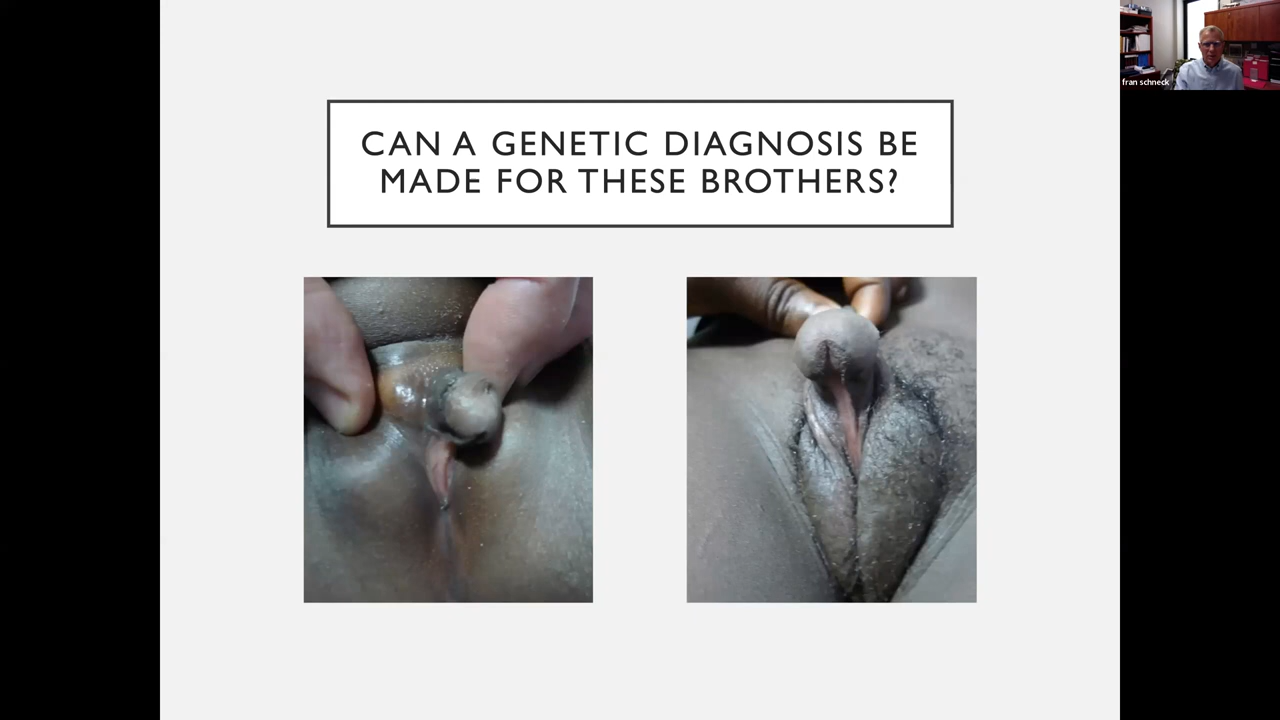 fran schneck
CAN A GENETIC DIAGNOSIS BE
MADE FOR THESE BROTHERS?